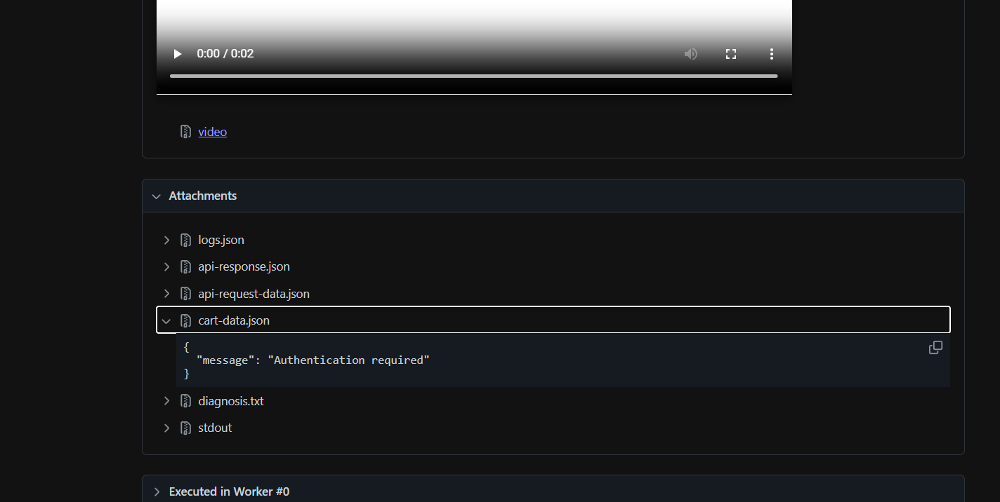 0:00 / 0:02
video
Attachments
logs.json
api-response.json
api-request-data.json
cart-data.json
{
"message": "Authentication required"
}
diagnosis.txt
stdout
Executed in Worker #0